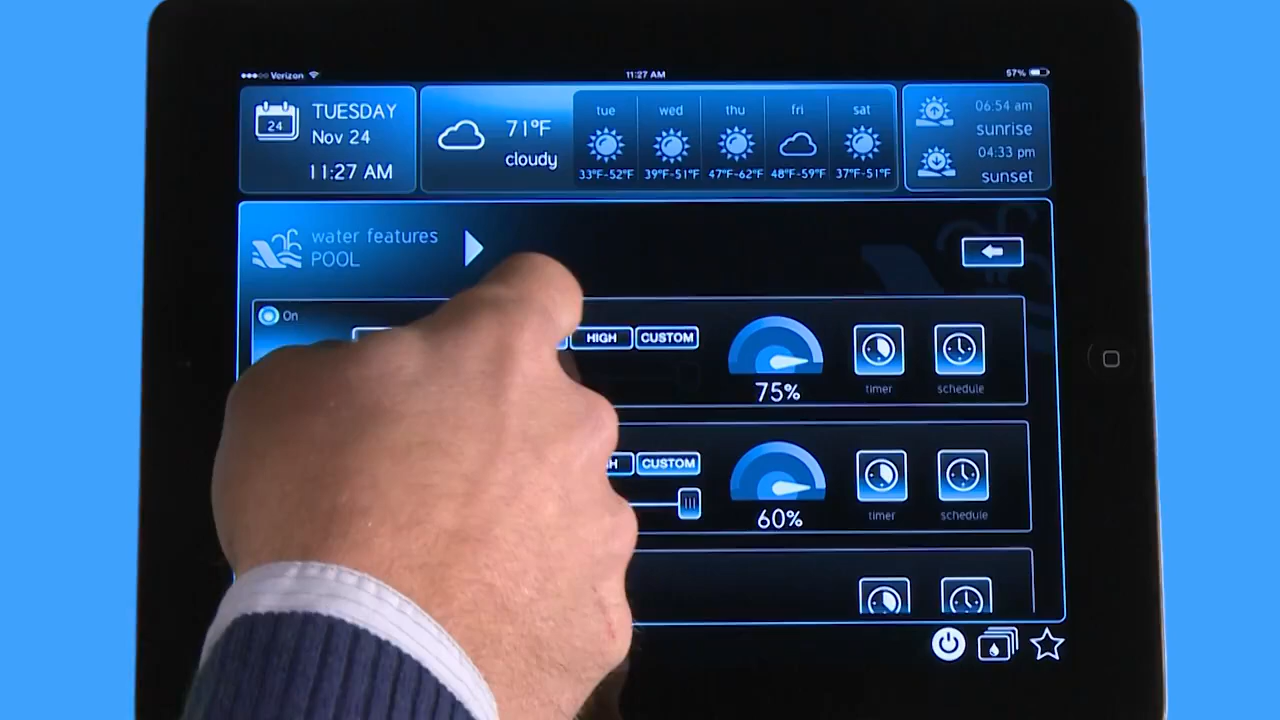 Verizon
11:27 AM
57%
24
TUESDAY
Nov 24
11:27 AM
71°F
cloudy
tue
wed
thu
fri
sat
33°F-52°F
39°F-51°F
47°F-62°F
48°F-59°F
37°F-51°F
06:54 am
sunrise
04:33 pm
sunset
water features
POOL
On
HIGH
CUSTOM
75%
timer
schedule
CUSTOM
60%
timer
schedule